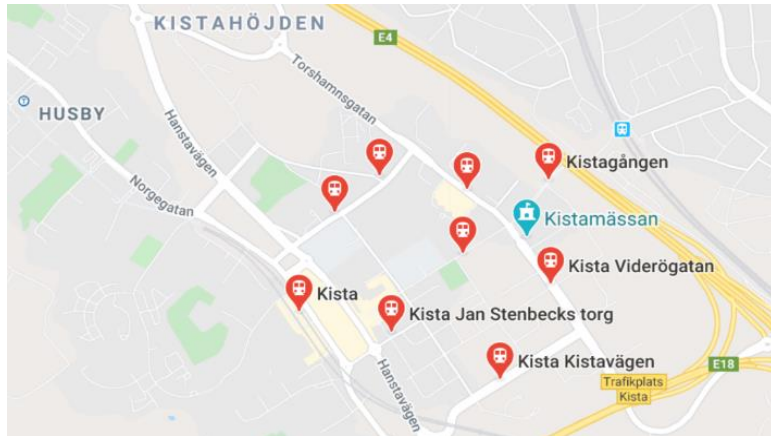 KISTAHÖJDEN
E4
Torshamnsgatan
HUSBY
Hanstavägen
Kistagången
Norgegatan
Kistamässan
Kista Viderögatan
Kista
Kista Jan Stenbecks torg
Kista Kistavägen
E18
Hanstavägen
Trafikplats
Kista